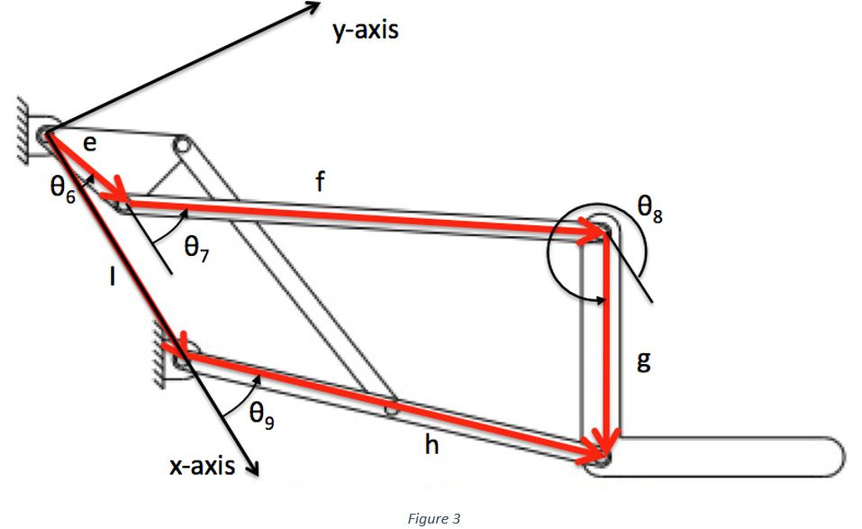 y-axis
e
f
θ6
θ8
θ7
l
g
θ9
h
x-axis
Figure 3